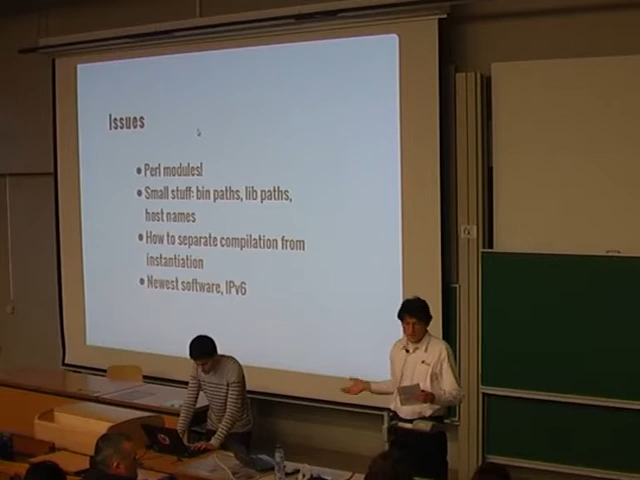 Issues
• Perl modules!
• Small stuff: bin paths, lib paths,
host names
• How to separate compilation from
instantiation
• Newest software, IPv6